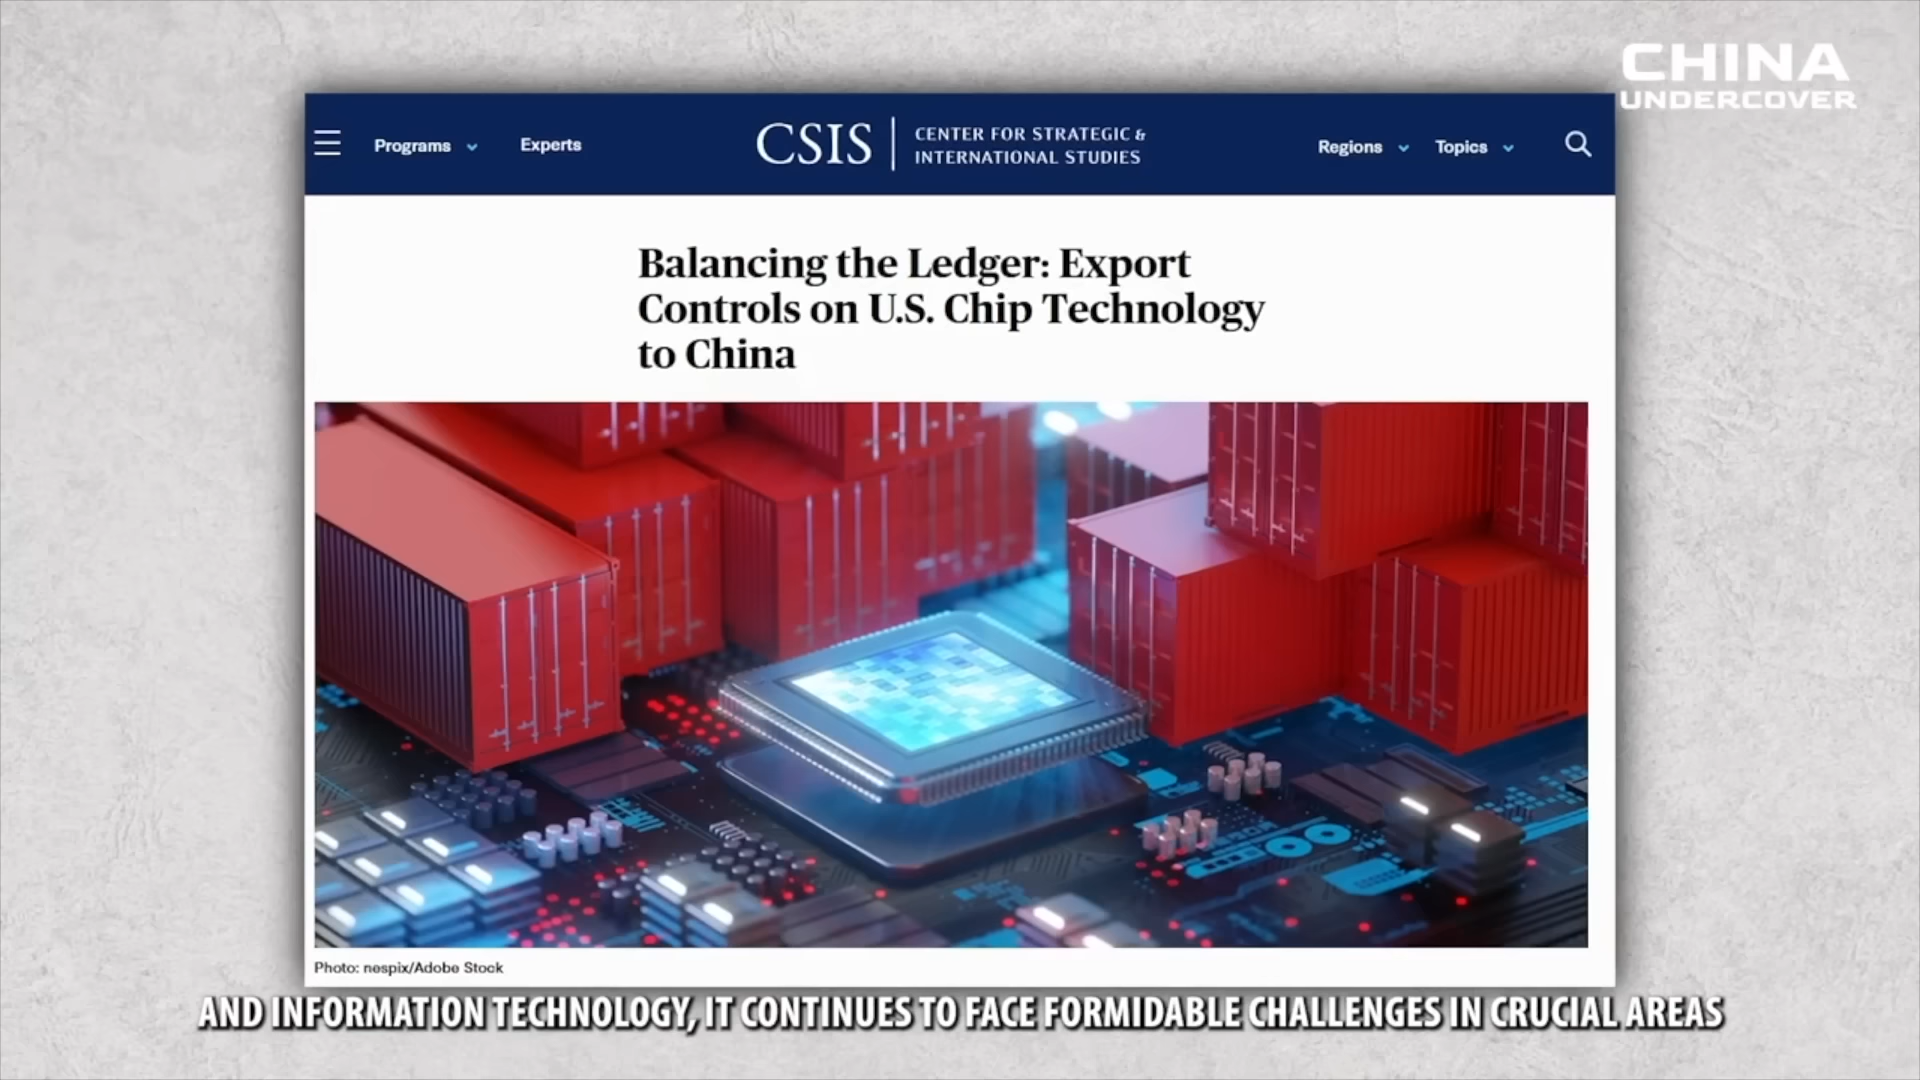 CHINA
UNDERCOVER
Programs
Experts
CSIS
CENTER FOR STRATEGIC &
INTERNATIONAL STUDIES
Regions
Topics
Balancing the Ledger: Export
Controls on U.S. Chip Technology
to China
Photo: nespix/Adobe Stock
AND INFORMATION TECHNOLOGY, IT CONTINUES TO FACE FORMIDABLE CHALLENGES IN CRUCIAL AREAS